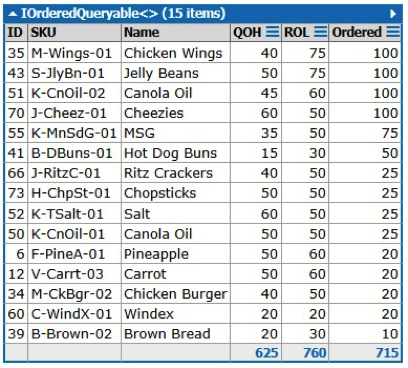 IOrderedQueryable<> (15 items)
ID SKU Name QOH ROL Ordered
35 M-Wings-01 Chicken Wings 40 75 100
43 S-JlyBn-01 Jelly Beans 50 75 100
51 K-CnOil-02 Canola Oil 45 60 100
70 J-Cheez-01 Cheezies 60 50 100
55 K-MnSdG-01 MSG 35 50 75
41 B-DBuns-01 Hot Dog Buns 15 30 50
66 J-RitzC-01 Ritz Crackers 40 50 25
73 H-ChpSt-01 Chopsticks 50 50 25
52 K-TSalt-01 Salt 60 50 25
50 K-CnOil-01 Canola Oil 50 50 25
6 F-PineA-01 Pineapple 50 60 20
12 V-Carrt-03 Carrot 50 60 20
34 M-CkBgr-02 Chicken Burger 40 50 20
60 C-WindX-01 Windex 20 20 20
39 B-Brown-02 Brown Bread 20 30 10
625 760 715